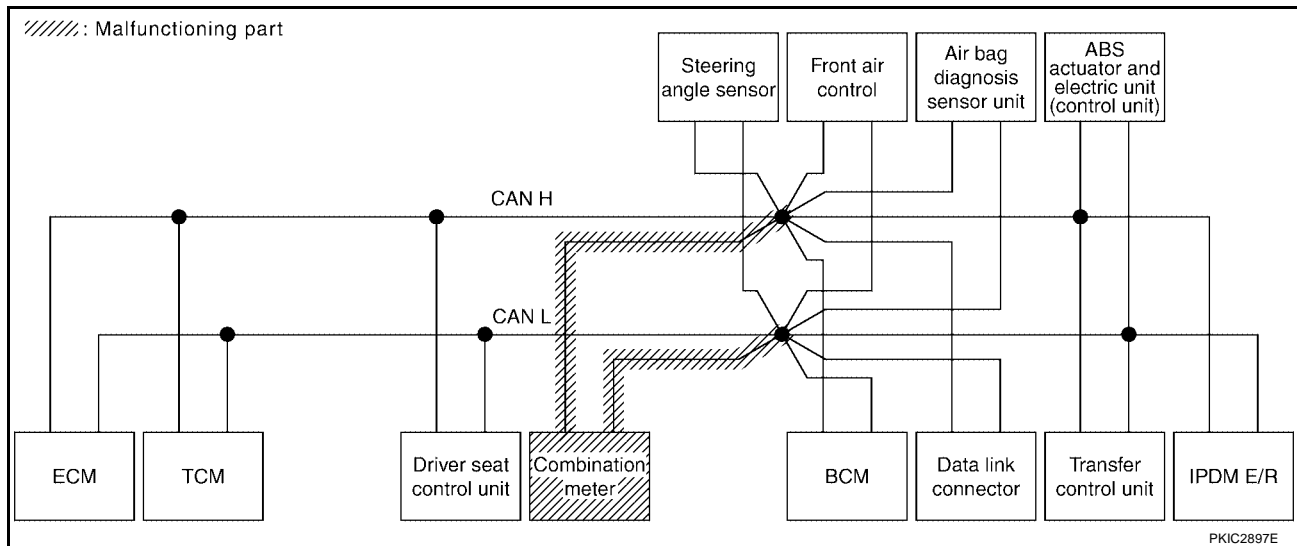 : Malfunctioning part
Steering
angle sensor
Front air
control
Air bag
diagnosis
sensor unit
ABS
actuator and
electric unit
(control unit)
CAN H
CAN L
ECM
TCM
Driver seat
control unit
Combination
meter
BCM
Data link
connector
Transfer
control unit
IPDM E/R
PKIC2897E